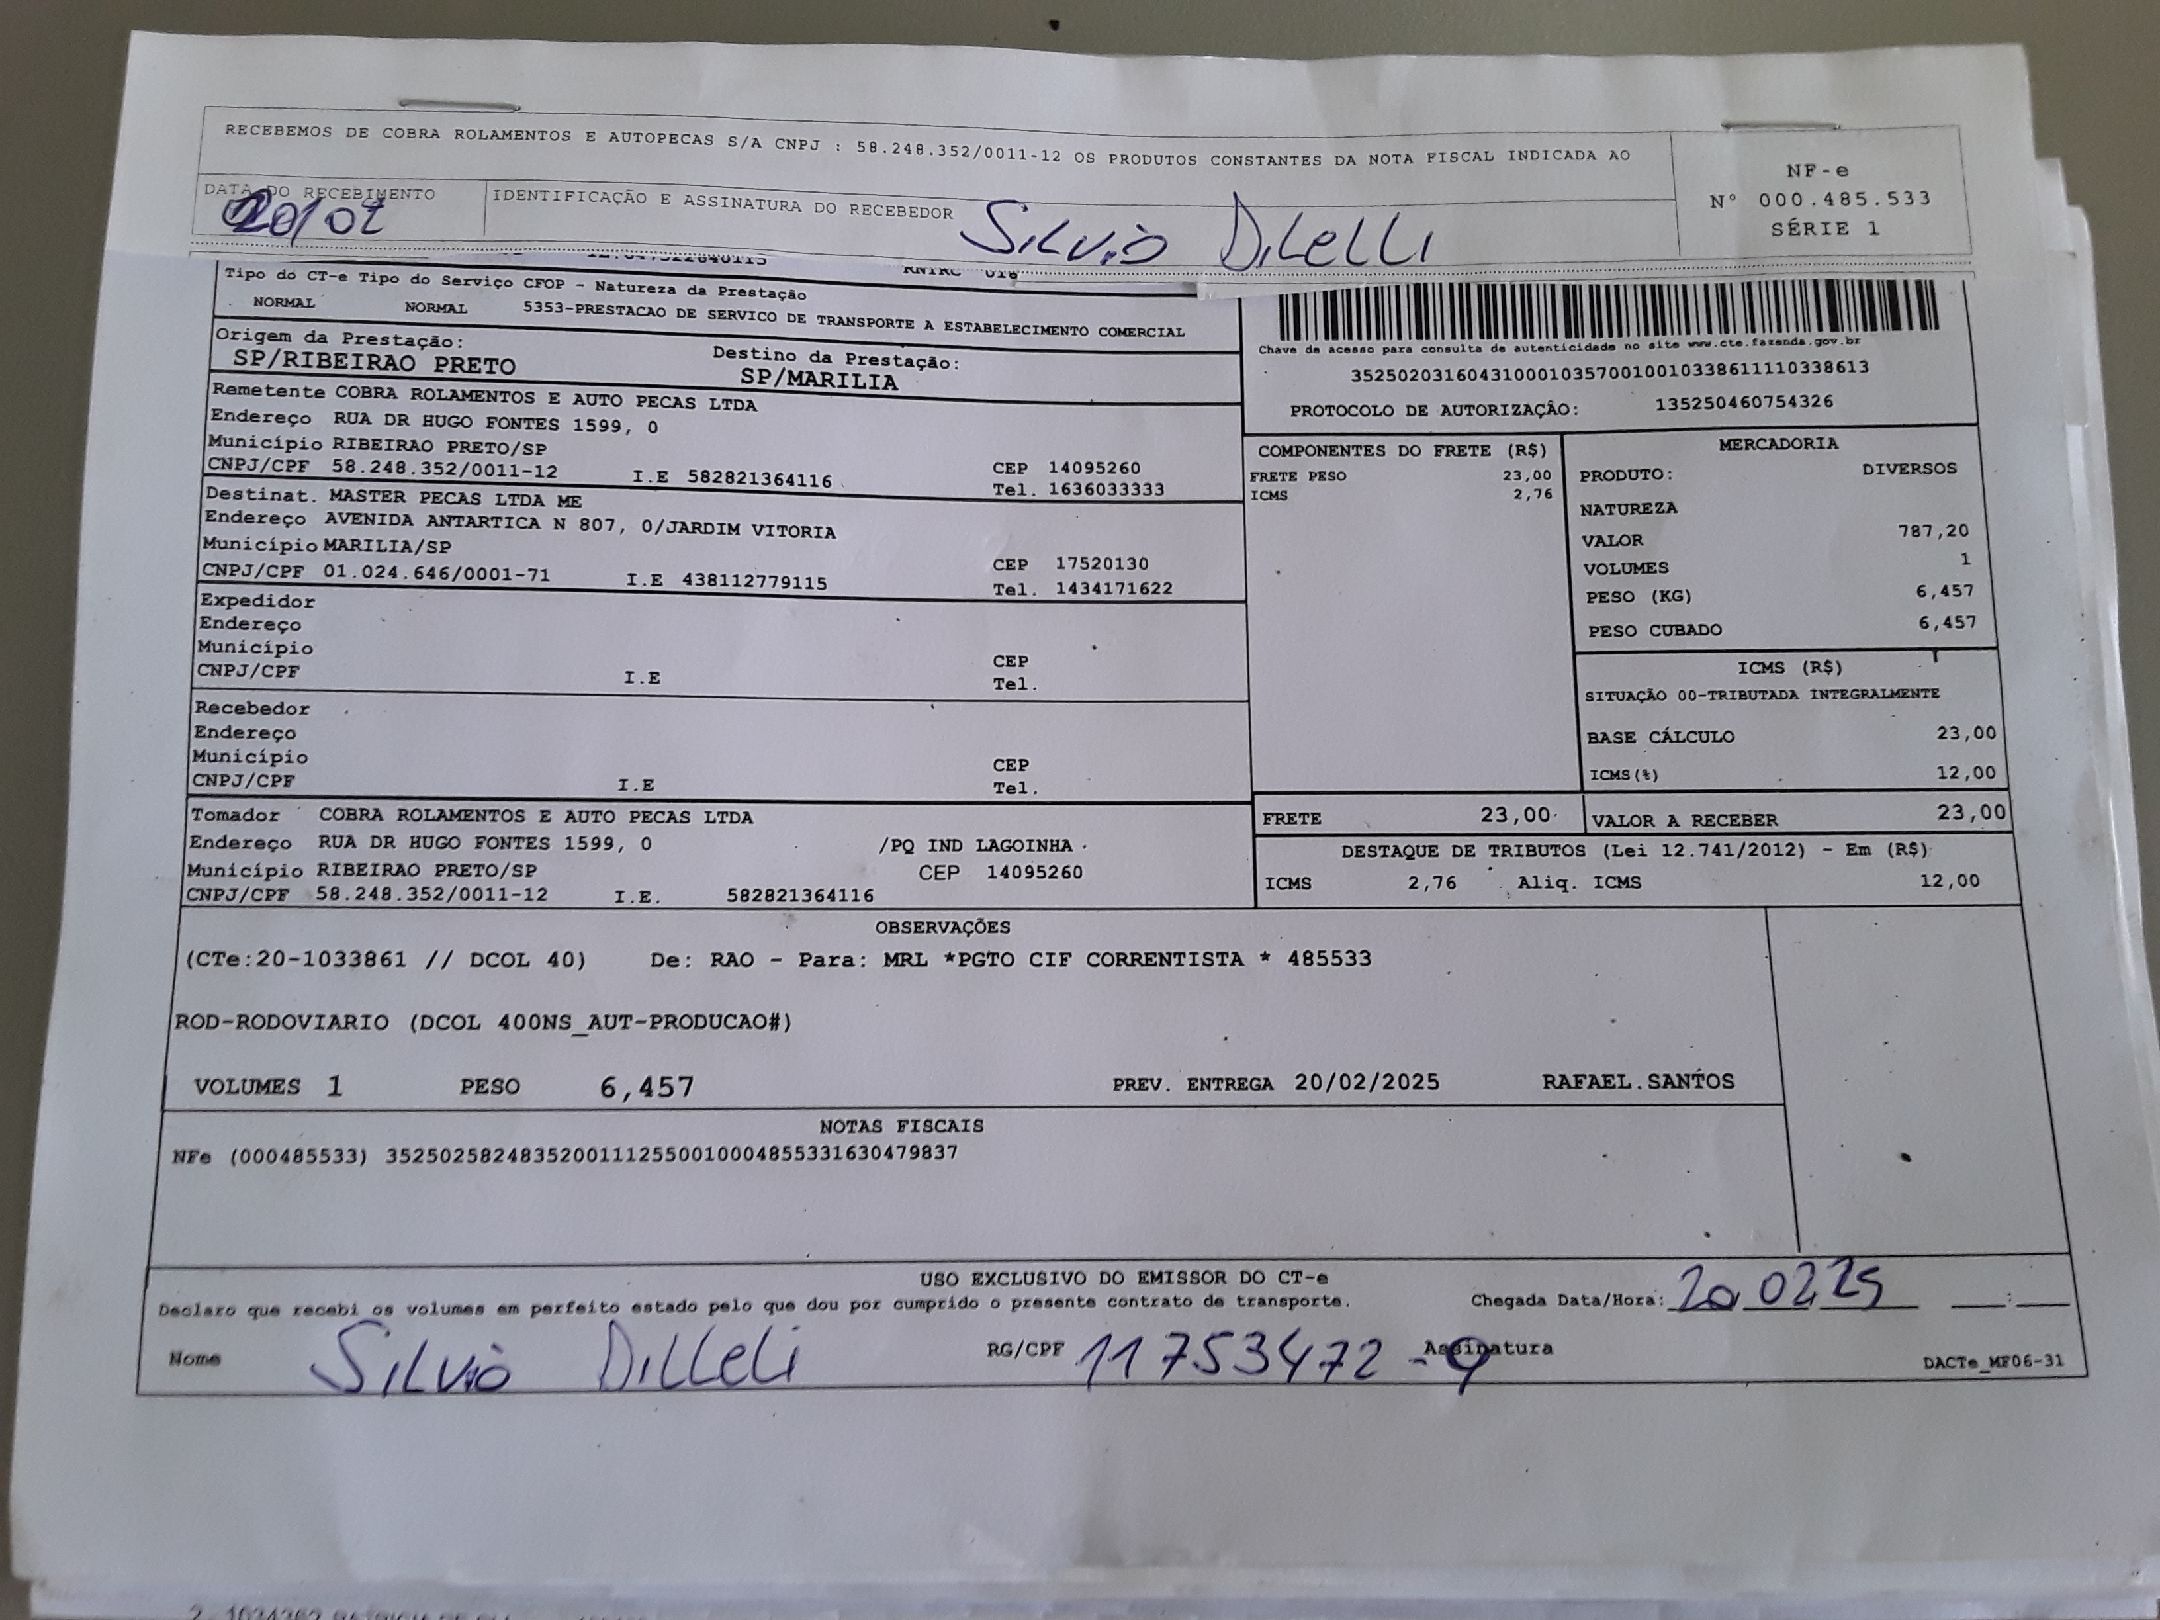 RECEBEMOS DE COBRA ROLAMENTOS E AUTOPECAS S/A CNPJ : 58.248.352/0011-12 OS PRODUTOS CONSTANTES DA NOTA FISCAL INDICADA AO
NF-e
Nº 000.485.533
SÉRIE 1
DATA DO RECEBIMENTO
20/02
IDENTIFICAÇÃO E ASSINATURA DO RECEBEDOR
Silvio Dilelli
Tipo do CT-e Tipo do Serviço CFOP - Natureza da Prestação
NORMAL NORMAL 5353-PRESTACAO DE SERVICO DE TRANSPORTE A ESTABELECIMENTO COMERCIAL
Origem da Prestação:
SP/RIBEIRAO PRETO
Destino da Prestação:
SP/MARILIA
Chave de acesso para consulta de autenticidade no site www.cte.fazenda.gov.br
35250203160431000103570010010338611110338613
PROTOCOLO DE AUTORIZAÇÂO: 135250460754326
Remetente COBRA ROLAMENTOS E AUTO PECAS LTDA
Endereço RUA DR HUGO FONTES 1599, 0
Município RIBEIRAO PRETO/SP
CEP 14095260
CNPJ/CPF 58.248.352/0011-12 I.E 582821364116
Tel. 1636033333
Destinat. MASTER PECAS LTDA ME
Endereço AVENIDA ANTARTICA N 807, 0/JARDIM VITORIA
Município MARILIA/SP
CEP 17520130
CNPJ/CPF 01.024.646/0001-71 I.E 438112779115
Tel. 1434171622
Expedidor
Endereço
Município
CEP
CNPJ/CPF I.E
Tel.
Recebedor
Endereço
Município
CEP
CNPJ/CPF I.E
Tel.
Tomador COBRA ROLAMENTOS E AUTO PECAS LTDA
Endereço RUA DR HUGO FONTES 1599, 0 /PQ IND LAGOINHA
Município RIBEIRAO PRETO/SP CEP 14095260
CNPJ/CPF 58.248.352/0011-12 I.E. 582821364116
COMPONENTES DO FRETE (R$)
FRETE PESO 23,00
ICMS 2,76
MERCADORIA
PRODUTO: DIVERSOS
NATUREZA
VALOR 787,20
VOLUMES 1
PESO (KG) 6,457
PESO CUBADO 6,457
ICMS (R$)
SITUAÇÃO 00-TRIBUTADA INTEGRALMENTE
BASE CÁLCULO 23,00
ICMS(%) 12,00
FRETE 23,00
VALOR A RECEBER 23,00
DESTAQUE DE TRIBUTOS (Lei 12.741/2012) - Em (R$)
ICMS 2,76 Aliq. ICMS 12,00
OBSERVAÇÕES
(CTe:20-1033861 // DCOL 40) De: RAO - Para: MRL *PGTO CIF CORRENTISTA * 485533
ROD-RODOVIARIO (DCOL 400NS_AUT-PRODUCAO#)
VOLUMES 1 PESO 6,457 PREV. ENTREGA 20/02/2025 RAFAEL.SANTOS
NOTAS FISCAIS
NFe (000485533) 35250258248352001112550010004855331630479837
USO EXCLUSIVO DO EMISSOR DO CT-e
Declaro que recebi os volumes em perfeito estado pelo que dou por cumprido o presente contrato de transporte.
Chegada Data/Hora: 20 02 25 ___:___
Nome Silvio Dilleli RG/CPF 11753472-9 Assinatura
DACTe_MF06-31